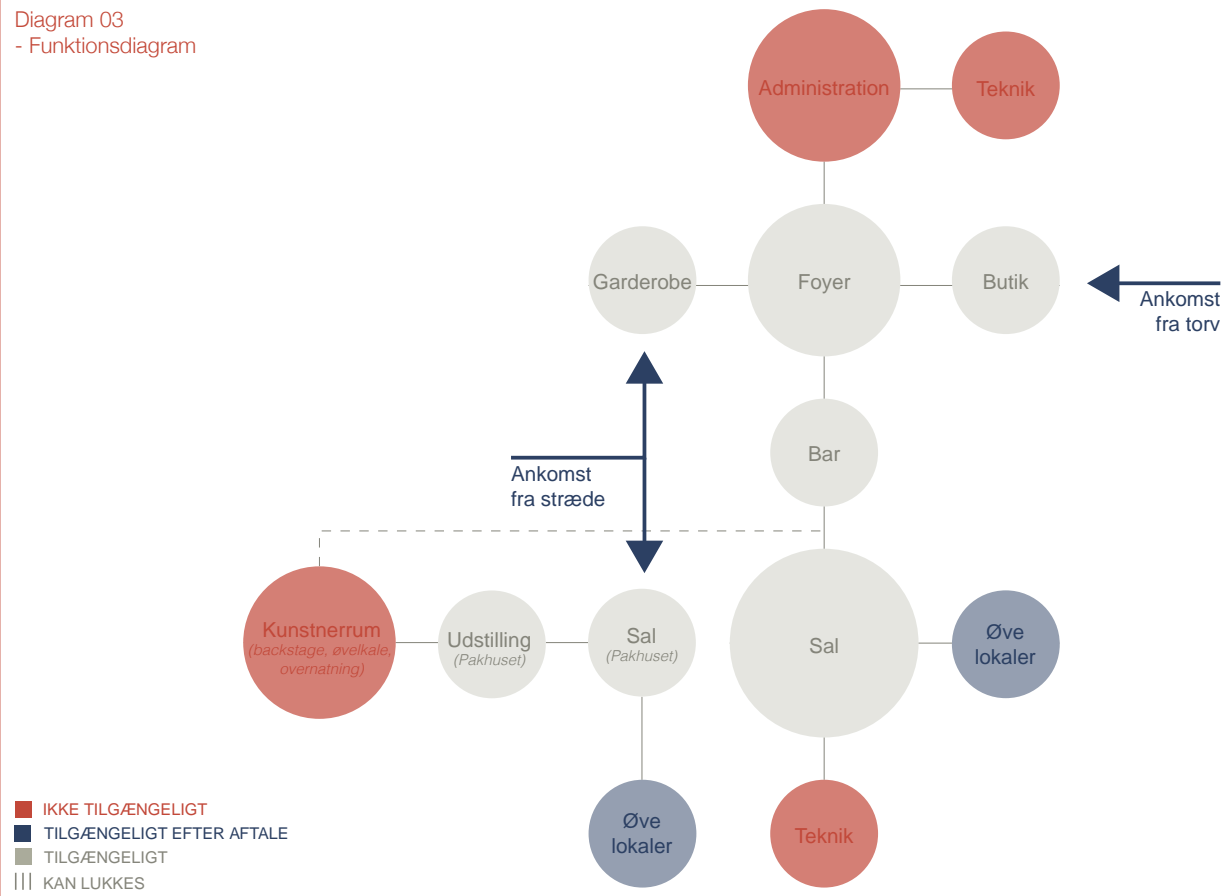 Diagram 03
- Funktionsdiagram
Administration
Teknik
Garderobe
Foyer
Butik
Ankomst
fra torv
Bar
Ankomst
fra stræde
Kunstnerrum
(backstage, øvelkale,
overnatning)
Udstilling
(Pakhuset)
Sal
(Pakhuset)
Sal
Øve
lokaler
Øve
lokaler
Teknik
IKKE TILGÆNGELIGT
TILGÆNGELIGT EFTER AFTALE
TILGÆNGELIGT
KAN LUKKES